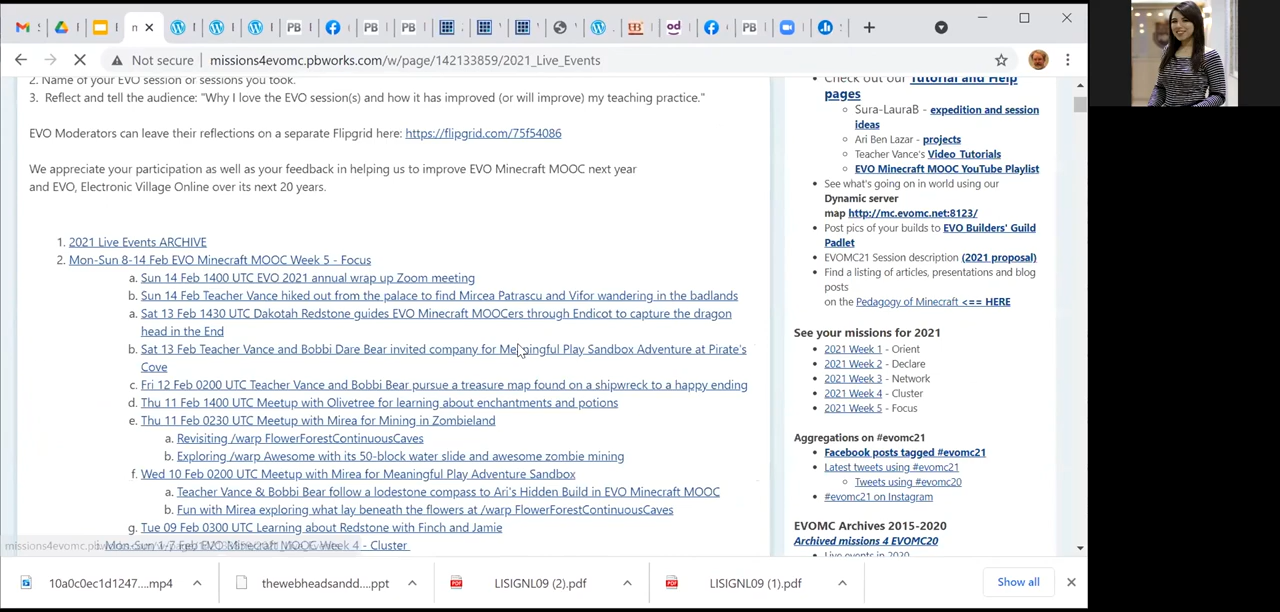 Not secure
missions4evomc.pbworks.com/w/page/142133859/2021_Live_Events
2. Name of your EVO session or sessions you took.
3. Reflect and tell the audience: "Why I love the EVO session(s) and how it has improved (or will improve) my teaching practice."
EVO Moderators can leave their reflections on a separate Flipgrid here: https://flipgrid.com/75f54086
We appreciate your participation as well as your feedback in helping us to improve EVO Minecraft MOOC next year
and EVO, Electronic Village Online over its next 20 years.
1. 2021 Live Events ARCHIVE
2. Mon-Sun 8-14 Feb EVO Minecraft MOOC Week 5 - Focus
a. Sun 14 Feb 1400 UTC EVO 2021 annual wrap up Zoom meeting
b. Sun 14 Feb Teacher Vance hiked out from the palace to find Mircea Patrascu and Vifor wandering in the badlands
a. Sat 13 Feb 1430 UTC Dakotah Redstone guides EVO Minecraft MOOCers through Endicot to capture the dragon
head in the End
b. Sat 13 Feb Teacher Vance and Bobbi Dare Bear invited company for Meaningful Play Sandbox Adventure at Pirate's
Cove
c. Fri 12 Feb 0200 UTC Teacher Vance and Bobbi Bear pursue a treasure map found on a shipwreck to a happy ending
d. Thu 11 Feb 1400 UTC Meetup with Olivetree for learning about enchantments and potions
e. Thu 11 Feb 0230 UTC Meetup with Mirea for Mining in Zombieland
a. Revisiting /warp FlowerForestContinuousCaves
b. Exploring /warp Awesome with its 50-block water slide and awesome zombie mining
f. Wed 10 Feb 0200 UTC Meetup with Mirea for Meaningful Play Adventure Sandbox
a. Teacher Vance & Bobbi Bear follow a lodestone compass to Ari's Hidden Build in EVO Minecraft MOOC
b. Fun with Mirea exploring what lay beneath the flowers at /warp FlowerForestContinuousCaves
g. Tue 09 Feb 0300 UTC Learning about Redstone with Finch and Jamie
Mon-Sun 1-7 Feb EVO Minecraft MOOC Week 4 - Cluster
Check out our Tutorial and Help
pages
Sura-LauraB - expedition and session
ideas
Ari Ben Lazar - projects
Teacher Vance's Video Tutorials
EVO Minecraft MOOC YouTube Playlist
See what's going on in world using our
Dynamic server
map http://mc.evomc.net:8123/
Post pics of your builds to EVO Builders' Guild
Padlet
EVOMC21 Session description (2021 proposal)
Find a listing of articles, presentations and blog
posts
on the Pedagogy of Minecraft <== HERE
See your missions for 2021
2021 Week 1 - Orient
2021 Week 2 - Declare
2021 Week 3 - Network
2021 Week 4 - Cluster
2021 Week 5 - Focus
Aggregations on #evomc21
Facebook posts tagged #evomc21
Latest tweets using #evomc21
Tweets using #evomc20
#evomc21 on Instagram
EVOMC Archives 2015-2020
Archived missions 4 EVOMC20
Live events in 2020
10a0c0ec1d1247....mp4
thewebheadsandd....ppt
LISIGNL09 (2).pdf
LISIGNL09 (1).pdf
Show all